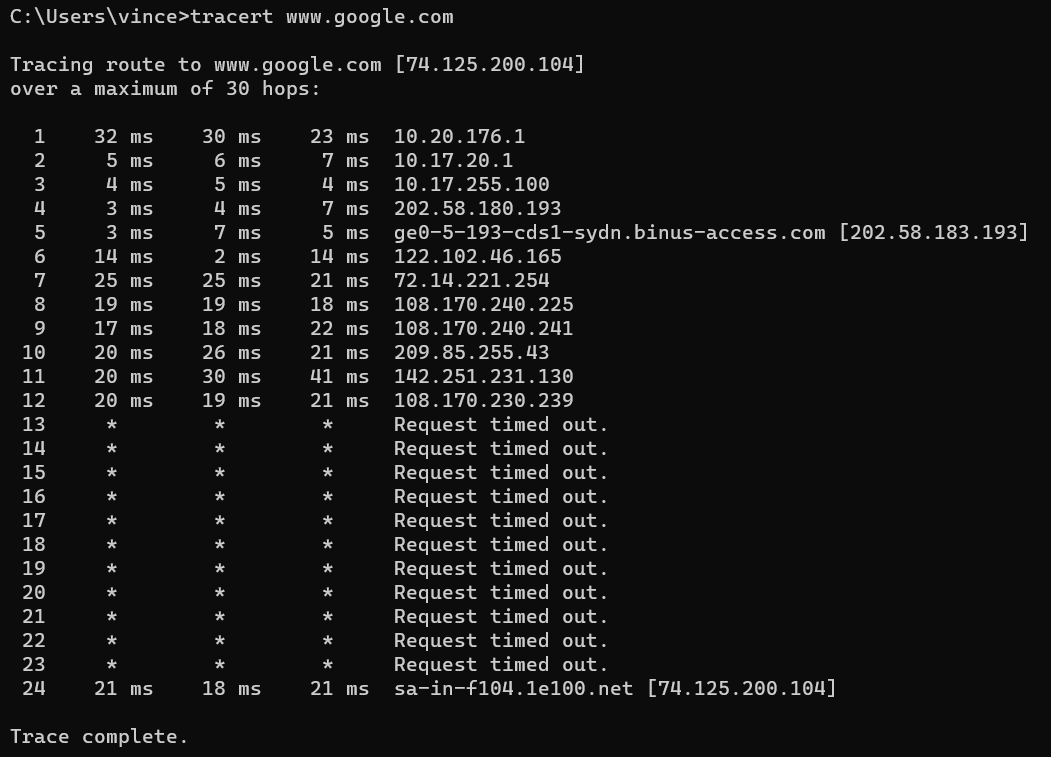 C:\Users\vince>tracert www.google.com
Tracing route to www.google.com [74.125.200.104]
over a maximum of 30 hops:
1 32 ms 30 ms 23 ms 10.20.176.1
2 5 ms 6 ms 7 ms 10.17.20.1
3 4 ms 5 ms 4 ms 10.17.255.100
4 3 ms 4 ms 7 ms 202.58.180.193
5 3 ms 7 ms 5 ms ge0-5-193-cds1-sydn.binus-access.com [202.58.183.193]
6 14 ms 2 ms 14 ms 122.102.46.165
7 25 ms 25 ms 21 ms 72.14.221.254
8 19 ms 19 ms 18 ms 108.170.240.225
9 17 ms 18 ms 22 ms 108.170.240.241
10 20 ms 26 ms 21 ms 209.85.255.43
11 20 ms 30 ms 41 ms 142.251.231.130
12 20 ms 19 ms 21 ms 108.170.230.239
13 * * * Request timed out.
14 * * * Request timed out.
15 * * * Request timed out.
16 * * * Request timed out.
17 * * * Request timed out.
18 * * * Request timed out.
19 * * * Request timed out.
20 * * * Request timed out.
21 * * * Request timed out.
22 * * * Request timed out.
23 * * * Request timed out.
24 21 ms 18 ms 21 ms sa-in-f104.1e100.net [74.125.200.104]
Trace complete.